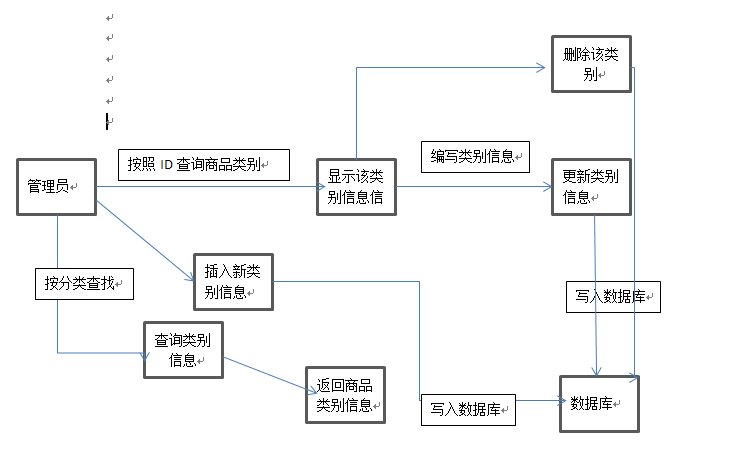 删除该类
别
按照 ID 查询商品类别
编写类别信息
管理员
显示该类
别信息信
更新类别
信息
按分类查找
插入新类
别信息
写入数据库
查询类别
信息
返回商品
类别信息
写入数据库
数据库